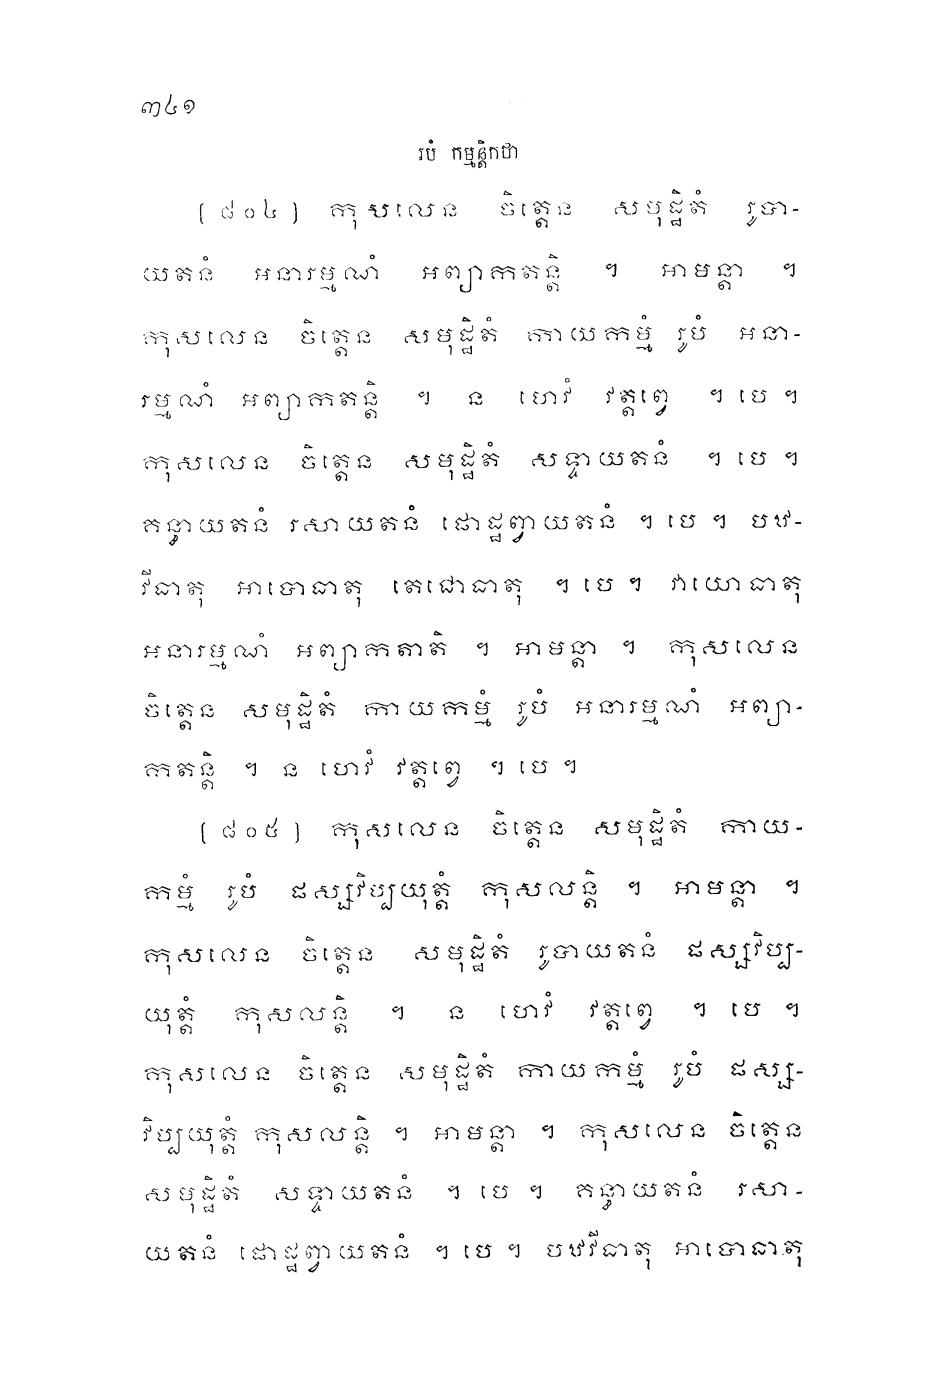 ៣៤១
រូបំ កម្មន្តិកថា
[៨០៤] កុសលេន ចិត្តេន សមុដ្ឋិតំ រូបា-
យតនំ អនារម្មណំ អព្យាកតន្តិ ។ អាមន្តា ។
កុសលេន ចិត្តេន សមុដ្ឋិតំ កាយកម្មំ រូបំ អនា-
រម្មណំ អព្យាកតន្តិ ។ ន ហេវំ វត្តព្វេ ។ បេ ។
កុសលេន ចិត្តេន សមុដ្ឋិតំ សទ្ទាយតនំ ។ បេ ។
គន្ធាយតនំ រសាយតនំ ផោដ្ឋព្វាយតនំ ។ បេ ។ បឋ-
វីធាតុ អាបោធាតុ តេជោធាតុ ។ បេ ។ វាយោធាតុ
អនារម្មណំ អព្យាកតាតិ ។ អាមន្តា ។ កុសលេន
ចិត្តេន សមុដ្ឋិតំ កាយកម្មំ រូបំ អនារម្មណំ អព្យា-
កតន្តិ ។ ន ហេវំ វត្តព្វេ ។ បេ ។
[៨០៥] កុសលេន ចិត្តេន សមុដ្ឋិតំ កាយ-
កម្មំ រូបំ ផស្សវិប្បយុត្តំ កុសលន្តិ ។ អាមន្តា ។
កុសលេន ចិត្តេន សមុដ្ឋិតំ រូបាយតនំ ផស្សវិប្ប-
យុត្តំ កុសលន្តិ ។ ន ហេវំ វត្តព្វេ ។ បេ ។
កុសលេន ចិត្តេន សមុដ្ឋិតំ កាយកម្មំ រូបំ ផស្ស-
វិប្បយុត្តំ កុសលន្តិ ។ អាមន្តា ។ កុសលេន ចិត្តេន
សមុដ្ឋិតំ សទ្ទាយតនំ ។ បេ ។ គន្ធាយតនំ រសា-
យតនំ ផោដ្ឋព្វាយតនំ ។ បេ ។ បឋវីធាតុ អាបោធាតុ